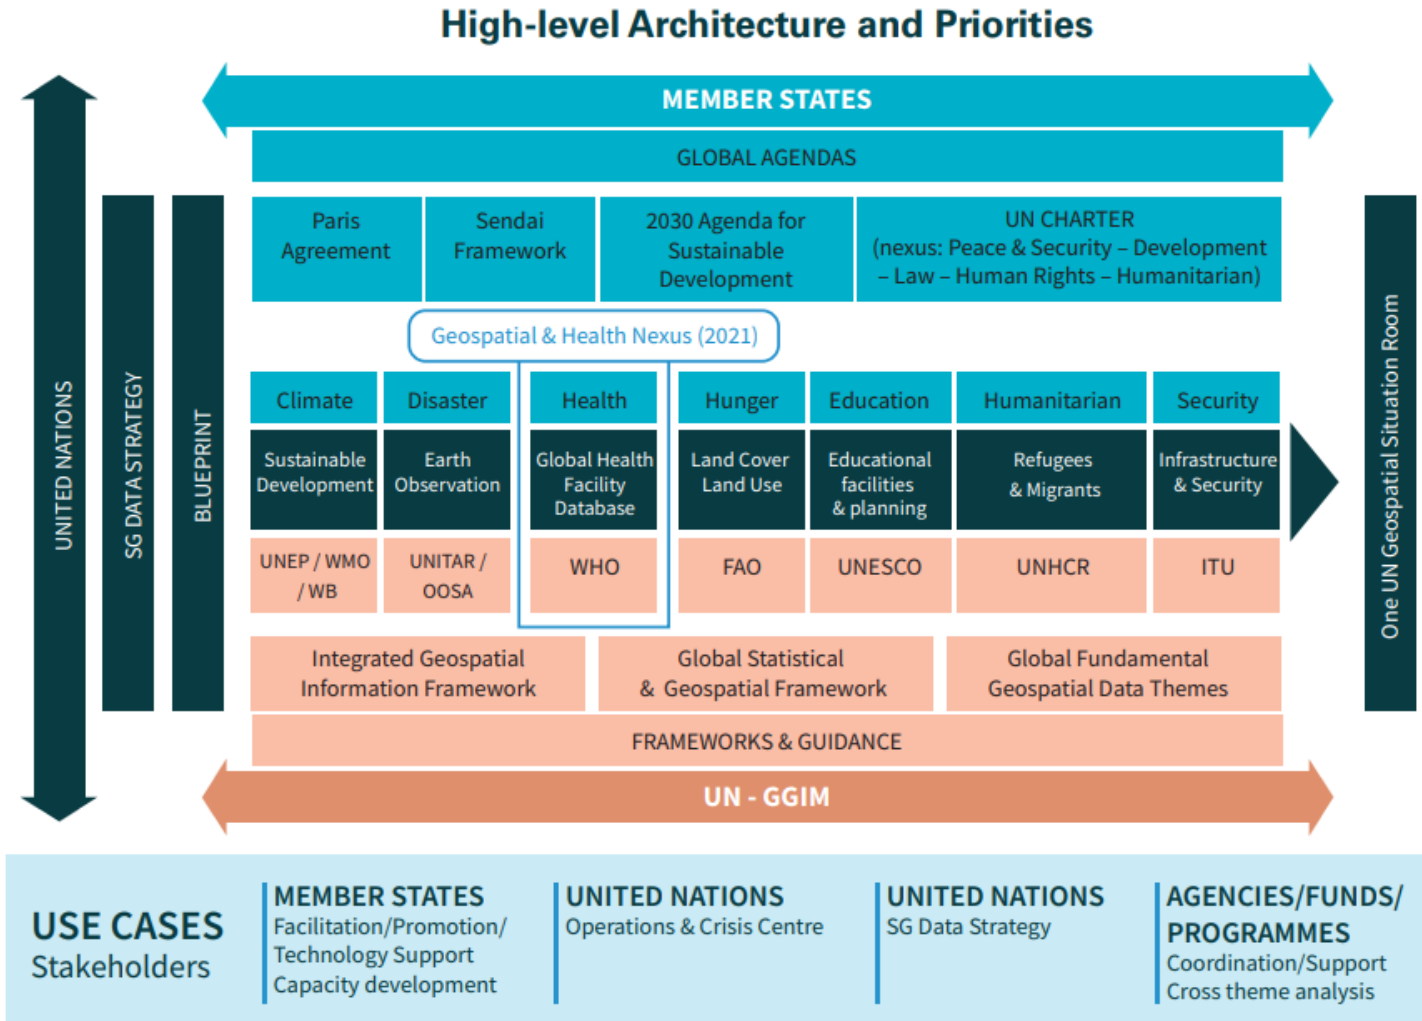 High-level Architecture and Priorities
MEMBER STATES
GLOBAL AGENDAS
Paris
Agreement
Sendai
Framework
2030 Agenda for
Sustainable
Development
UN CHARTER
(nexus: Peace & Security – Development
– Law – Human Rights – Humanitarian)
Geospatial & Health Nexus (2021)
UNITED NATIONS
SG DATA STRATEGY
BLUEPRINT
Climate
Disaster
Health
Hunger
Education
Humanitarian
Security
Sustainable
Development
Earth
Observation
Global Health
Facility
Database
Land Cover
Land Use
Educational
facilities
& planning
Refugees
& Migrants
Infrastructure
& Security
UNEP / WMO
/ WB
UNITAR /
OOSA
WHO
FAO
UNESCO
UNHCR
ITU
One UN Geospatial Situation Room
Integrated Geospatial
Information Framework
Global Statistical
& Geospatial Framework
Global Fundamental
Geospatial Data Themes
FRAMEWORKS & GUIDANCE
UN - GGIM
USE CASES
Stakeholders
MEMBER STATES
Facilitation/Promotion/
Technology Support
Capacity development
UNITED NATIONS
Operations & Crisis Centre
UNITED NATIONS
SG Data Strategy
AGENCIES/FUNDS/
PROGRAMMES
Coordination/Support
Cross theme analysis